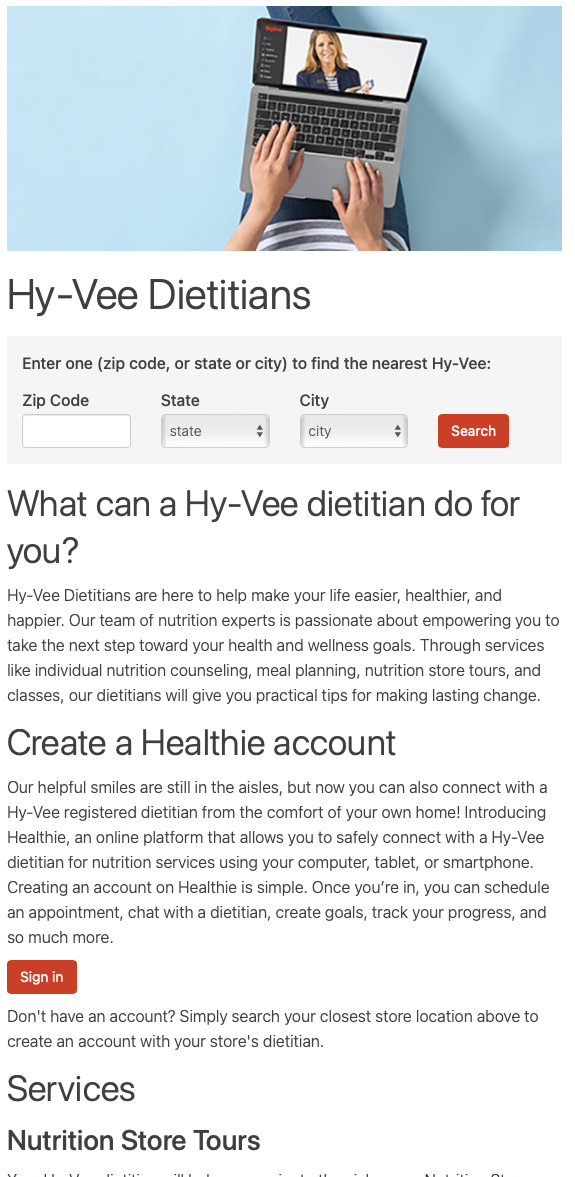 Hy-Vee Dietitians
Enter one (zip code, or state or city) to find the nearest Hy-Vee:
Zip Code State City
state city Search
What can a Hy-Vee dietitian do for
you?
Hy-Vee Dietitians are here to help make your life easier, healthier, and
happier. Our team of nutrition experts is passionate about empowering you to
take the next step toward your health and wellness goals. Through services
like individual nutrition counseling, meal planning, nutrition store tours, and
classes, our dietitians will give you practical tips for making lasting change.
Create a Healthie account
Our helpful smiles are still in the aisles, but now you can also connect with a
Hy-Vee registered dietitian from the comfort of your own home! Introducing
Healthie, an online platform that allows you to safely connect with a Hy-Vee
dietitian for nutrition services using your computer, tablet, or smartphone.
Creating an account on Healthie is simple. Once you’re in, you can schedule
an appointment, chat with a dietitian, create goals, track your progress, and
so much more.
Sign in
Don't have an account? Simply search your closest store location above to
create an account with your store's dietitian.
Services
Nutrition Store Tours